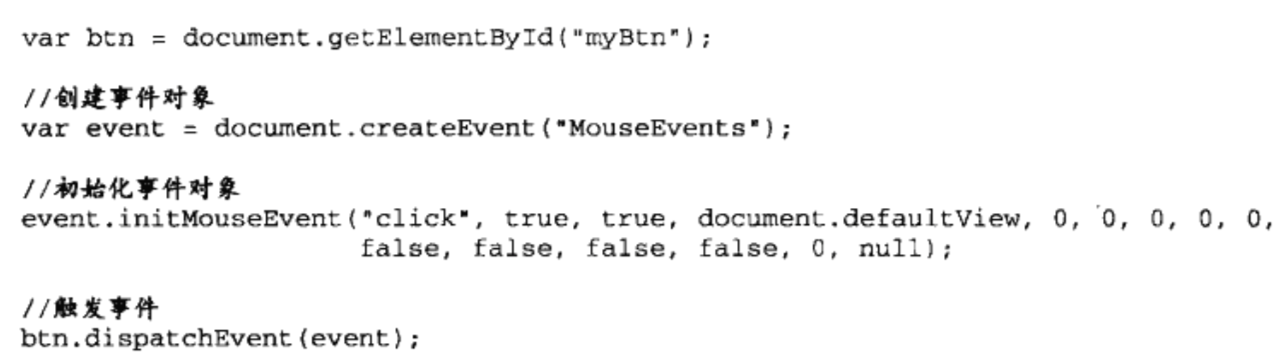 var btn = document.getElementById("myBtn");
//创建事件对象
var event = document.createEvent("MouseEvents");
//初始化事件对象
event.initMouseEvent("click", true, true, document.defaultView, 0, 0, 0, 0, 0,
false, false, false, false, 0, null);
//触发事件
btn.dispatchEvent(event);